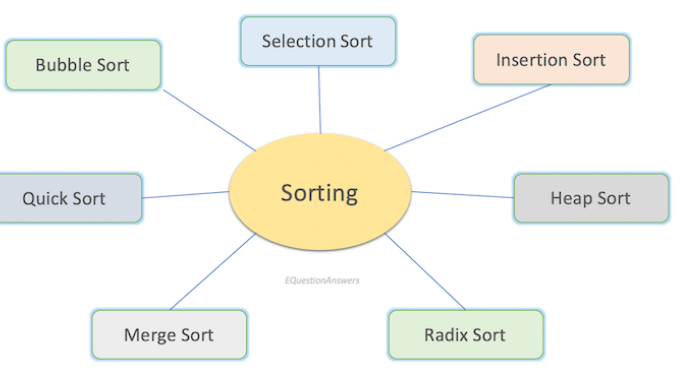 Selection Sort
Bubble Sort
Insertion Sort
Quick Sort
Sorting
Heap Sort
EQuestionAnswers
Merge Sort
Radix Sort